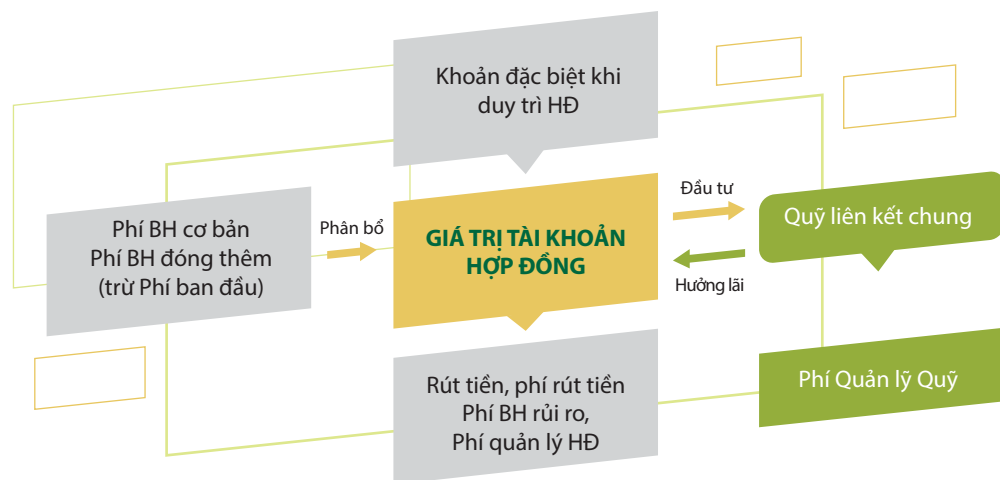 Khoản đặc biệt khi
duy trì HĐ
Phí BH cơ bản
Phí BH đóng thêm
(trừ Phí ban đầu)
Phân bổ
GIÁ TRỊ TÀI KHOẢN
HỢP ĐỒNG
Đầu tư
Hưởng lãi
Quỹ liên kết chung
Rút tiền, phí rút tiền
Phí BH rủi ro,
Phí quản lý HĐ
Phí Quản lỹ Quỹ